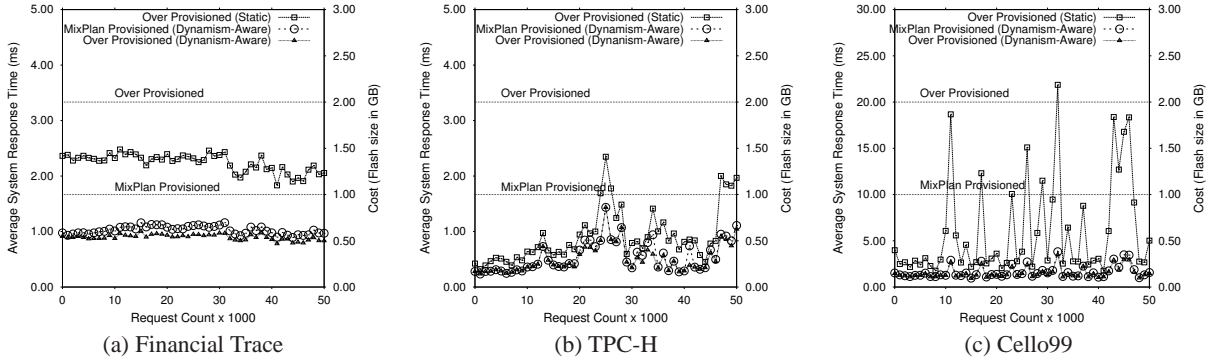 Average System Response Time (ms)
5.00
4.00
3.00
2.00
1.00
0.00
Over Provisioned (Static)
MixPlan Provisioned (Dynamism-Aware)
Over Provisioned (Dynanism-Aware)
Over Provisioned
MixPlan Provisioned
3.00
2.50
2.00
1.50
1.00
0.50
0.00
Cost (Flash size in GB)
0 10 20 30 40 50
Request Count x 1000
(a) Financial Trace
Average System Response Time (ms)
5.00
4.00
3.00
2.00
1.00
0.00
Over Provisioned (Static)
MixPlan Provisioned (Dynamism-Aware)
Over Provisioned (Dynanism-Aware)
Over Provisioned
MixPlan Provisioned
3.00
2.50
2.00
1.50
1.00
0.50
0.00
Cost (Flash size in GB)
0 10 20 30 40 50
Request Count x 1000
(b) TPC-H
Average System Response Time (ms)
30.00
25.00
20.00
15.00
10.00
5.00
0.00
Over Provisioned (Static)
MixPlan Provisioned (Dynamism-Aware)
Over Provisioned (Dynanism-Aware)
Over Provisioned
MixPlan Provisioned
3.00
2.50
2.00
1.50
1.00
0.50
0.00
Cost (Flash size in GB)
0 10 20 30 40 50
Request Count x 1000
(c) Cello99